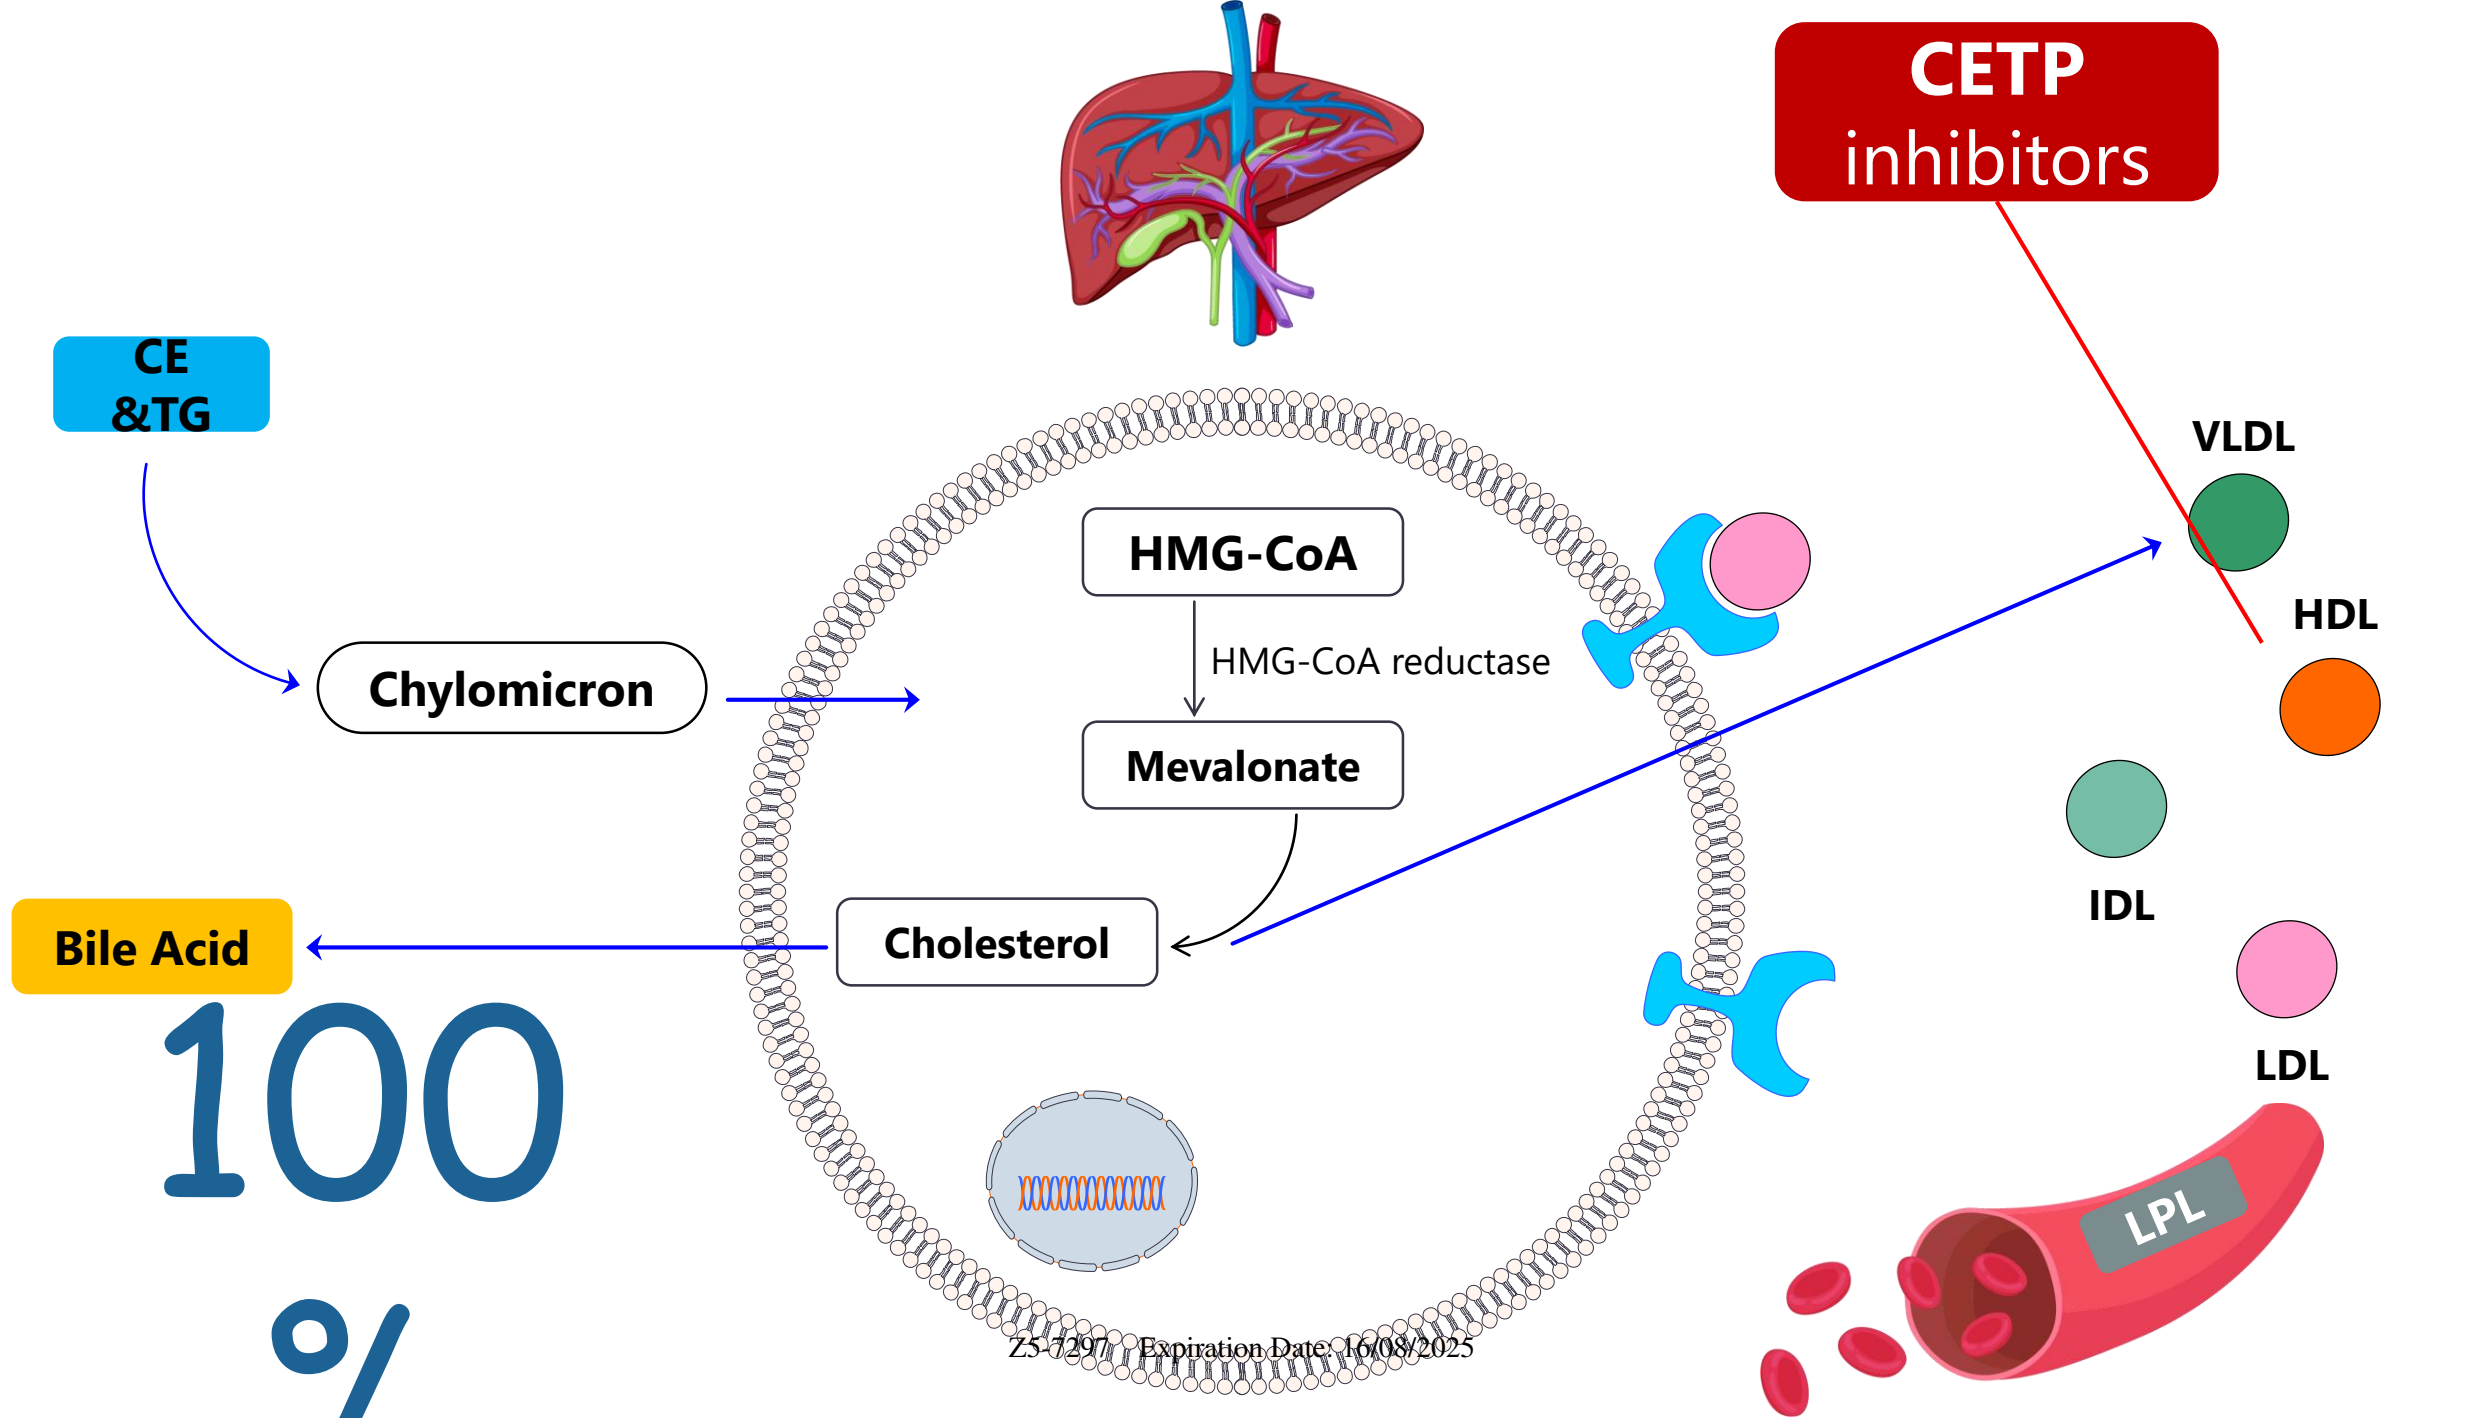 CETP
inhibitors
CE
&TG
VLDL
HMG-CoA
HDL
HMG-CoA reductase
Chylomicron
Mevalonate
IDL
Bile Acid
Cholesterol
LDL
100
%
LPL
Z5-7297 Expiration Date: 16/08/2025